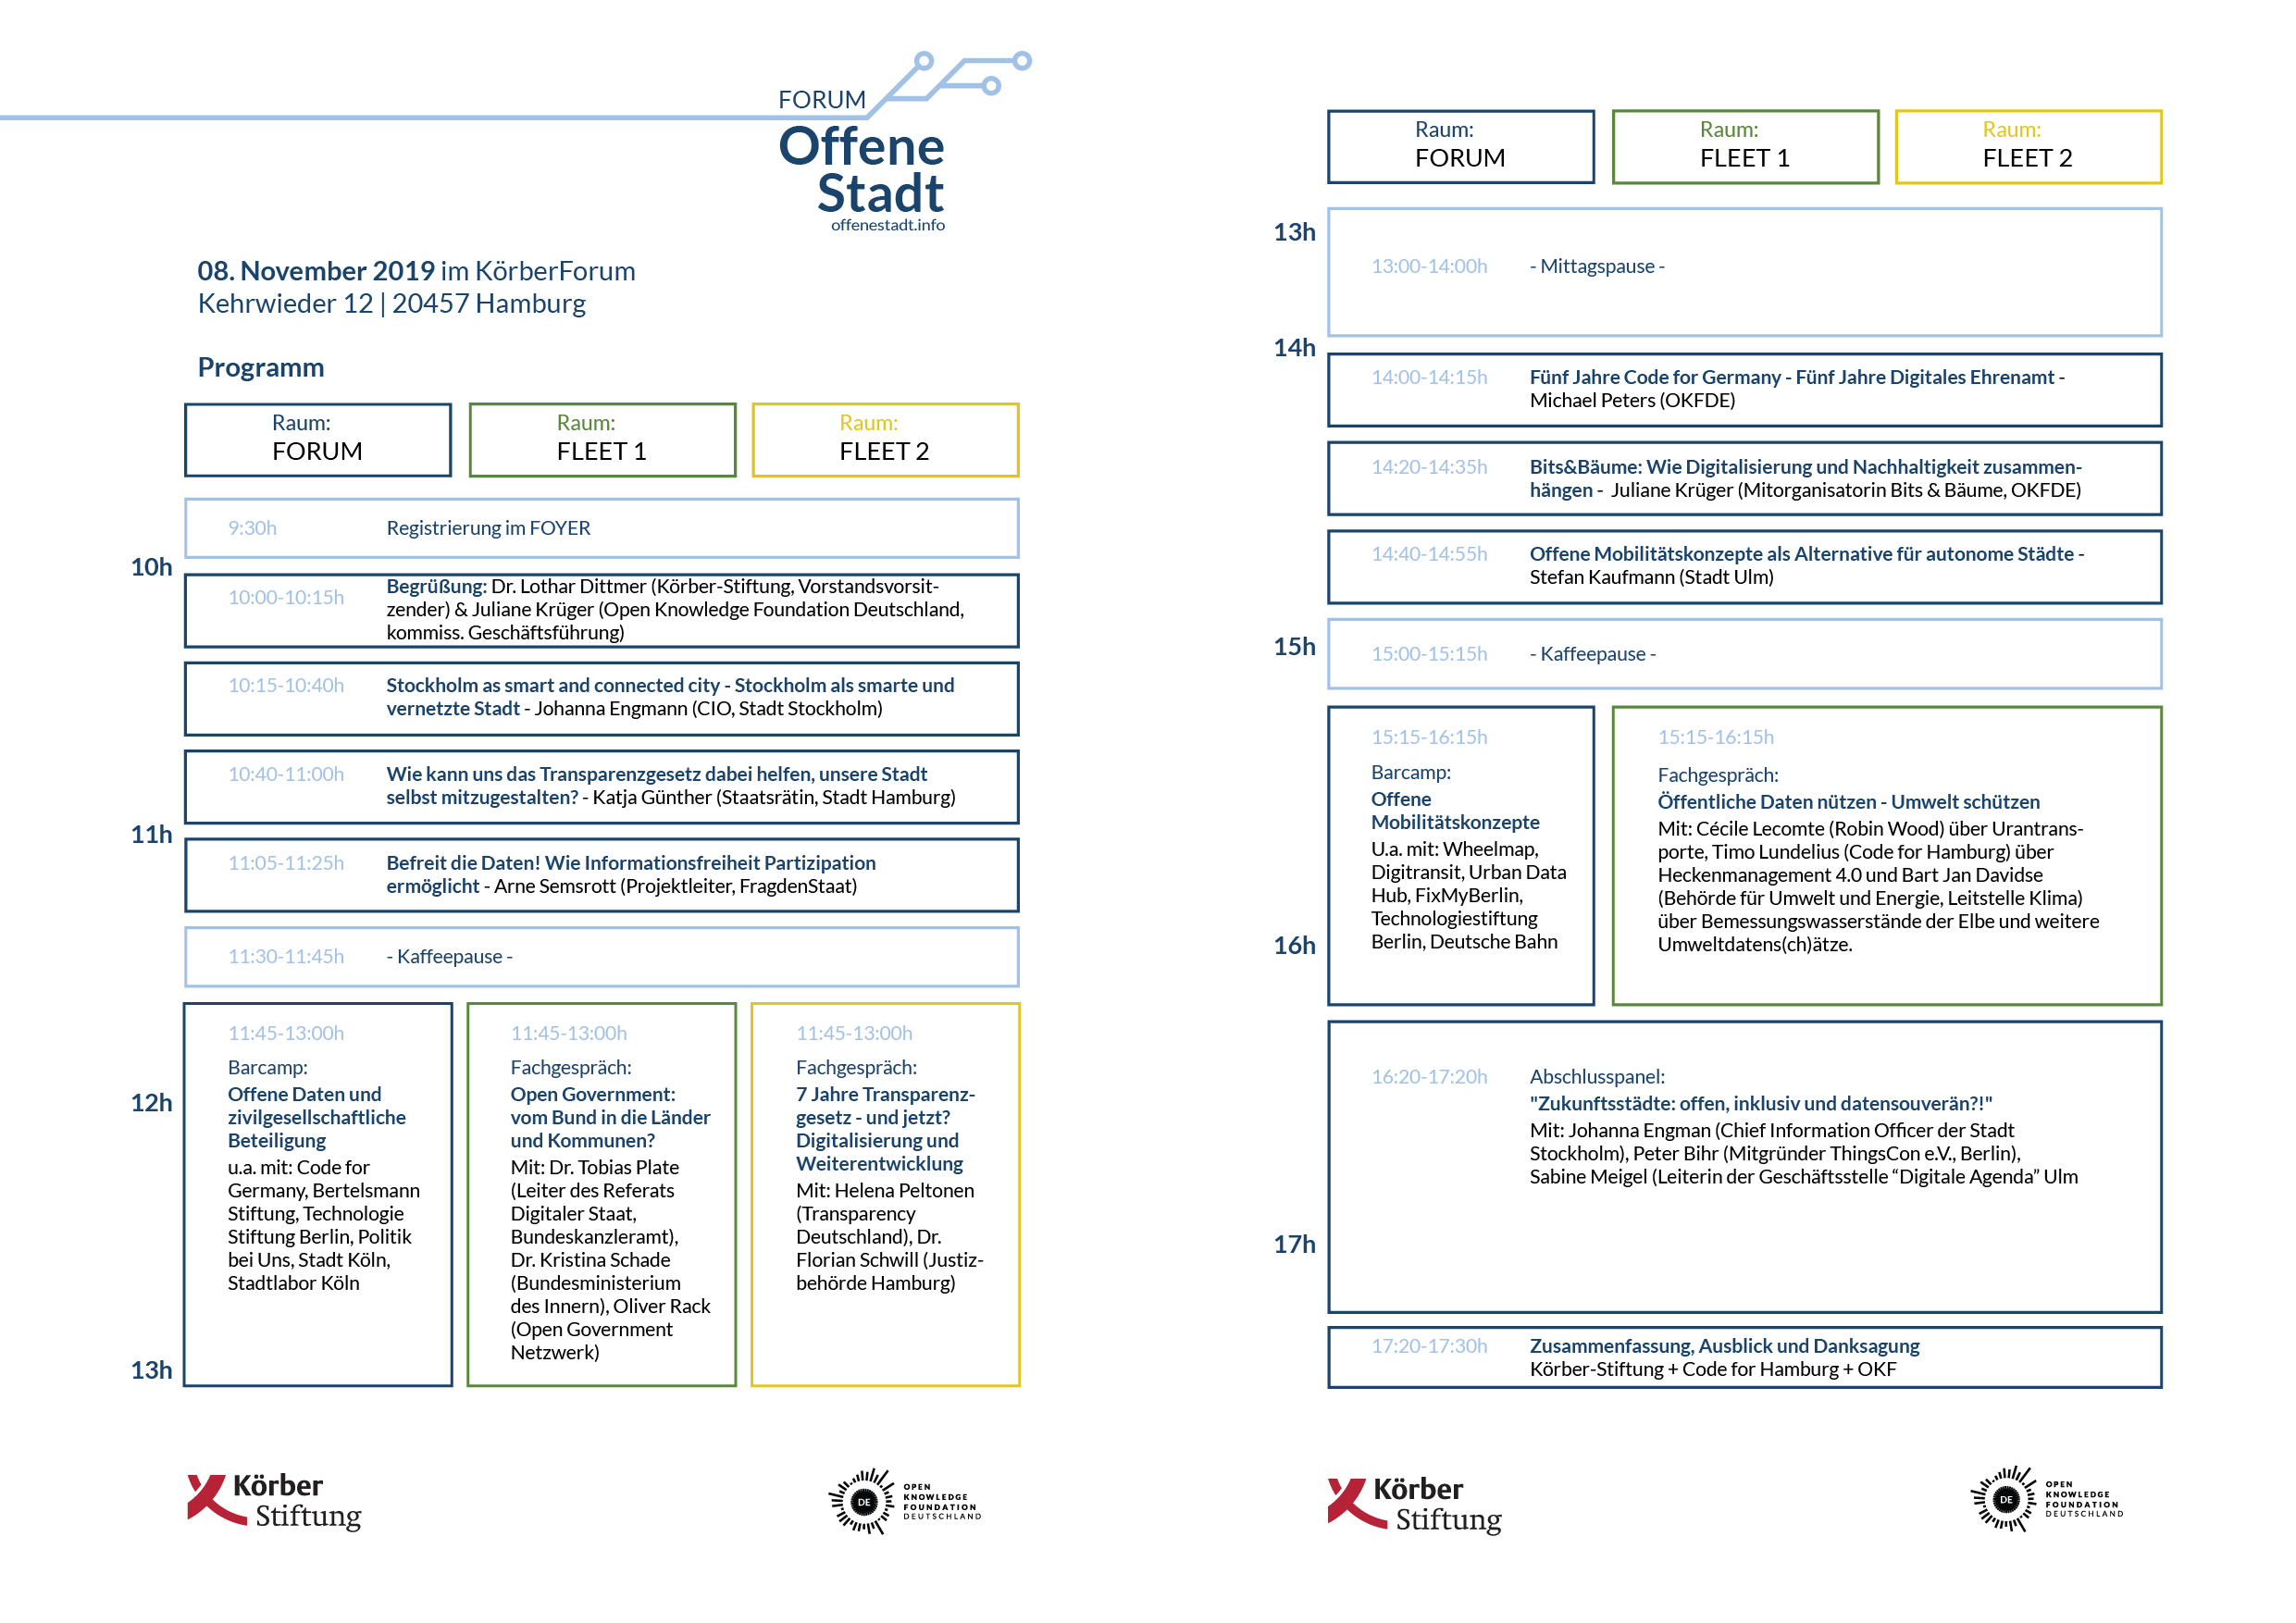 FORUM
Offene
Stadt
offenestadt.info
08. November 2019 im KörberForum
Kehrwieder 12 | 20457 Hamburg
Programm
Raum:
FORUM
Raum:
FLEET 1
Raum:
FLEET 2
9:30h
Registrierung im FOYER
10h
10:00-10:15h
Begrüßung: Dr. Lothar Dittmer (Körber-Stiftung, Vorstandsvorsit-
zender) & Juliane Krüger (Open Knowledge Foundation Deutschland,
kommiss. Geschäftsführung)
10:15-10:40h
Stockholm as smart and connected city - Stockholm als smarte und
vernetzte Stadt - Johanna Engmann (CIO, Stadt Stockholm)
10:40-11:00h
Wie kann uns das Transparenzgesetz dabei helfen, unsere Stadt
selbst mitzugestalten? - Katja Günther (Staatsrätin, Stadt Hamburg)
11h
11:05-11:25h
Befreit die Daten! Wie Informationsfreiheit Partizipation
ermöglicht - Arne Semsrott (Projektleiter, FragdenStaat)
11:30-11:45h
- Kaffeepause -
11:45-13:00h
Barcamp:
Offene Daten und
zivilgesellschaftliche
Beteiligung
u.a. mit: Code for
Germany, Bertelsmann
Stiftung, Technologie
Stiftung Berlin, Politik
bei Uns, Stadt Köln,
Stadtlabor Köln
11:45-13:00h
Fachgespräch:
Open Government:
vom Bund in die Länder
und Kommunen?
Mit: Dr. Tobias Plate
(Leiter des Referats
Digitaler Staat,
Bundeskanzleramt),
Dr. Kristina Schade
(Bundesministerium
des Innern), Oliver Rack
(Open Government
Netzwerk)
11:45-13:00h
Fachgespräch:
7 Jahre Transparenz-
gesetz - und jetzt?
Digitalisierung und
Weiterentwicklung
Mit: Helena Peltonen
(Transparency
Deutschland), Dr.
Florian Schwill (Justiz-
behörde Hamburg)
12h
13h
Körber
Stiftung
DE
OPEN
KNOWLEDGE
FOUNDATION
DEUTSCHLAND
Raum:
FORUM
Raum:
FLEET 1
Raum:
FLEET 2
13h
13:00-14:00h
- Mittagspause -
14h
14:00-14:15h
Fünf Jahre Code for Germany - Fünf Jahre Digitales Ehrenamt -
Michael Peters (OKFDE)
14:20-14:35h
Bits&Bäume: Wie Digitalisierung und Nachhaltigkeit zusammen-
hängen - Juliane Krüger (Mitorganisatorin Bits & Bäume, OKFDE)
14:40-14:55h
Offene Mobilitätskonzepte als Alternative für autonome Städte -
Stefan Kaufmann (Stadt Ulm)
15h
15:00-15:15h
- Kaffeepause -
15:15-16:15h
Barcamp:
Offene
Mobilitätskonzepte
U.a. mit: Wheelmap,
Digitransit, Urban Data
Hub, FixMyBerlin,
Technologiestiftung
Berlin, Deutsche Bahn
15:15-16:15h
Fachgespräch:
Öffentliche Daten nützen - Umwelt schützen
Mit: Cécile Lecomte (Robin Wood) über Urantrans-
porte, Timo Lundelius (Code for Hamburg) über
Heckenmanagement 4.0 und Bart Jan Davidse
(Behörde für Umwelt und Energie, Leitstelle Klima)
über Bemessungswasserstände der Elbe und weitere
Umweltdatens(ch)ätze.
16h
16:20-17:20h
Abschlusspanel:
"Zukunftsstädte: offen, inklusiv und datensouverän?!"
Mit: Johanna Engman (Chief Information Officer der Stadt
Stockholm), Peter Bihr (Mitgründer ThingsCon e.V., Berlin),
Sabine Meigel (Leiterin der Geschäftsstelle “Digitale Agenda” Ulm
17h
17:20-17:30h
Zusammenfassung, Ausblick und Danksagung
Körber-Stiftung + Code for Hamburg + OKF
Körber
Stiftung
DE
OPEN
KNOWLEDGE
FOUNDATION
DEUTSCHLAND